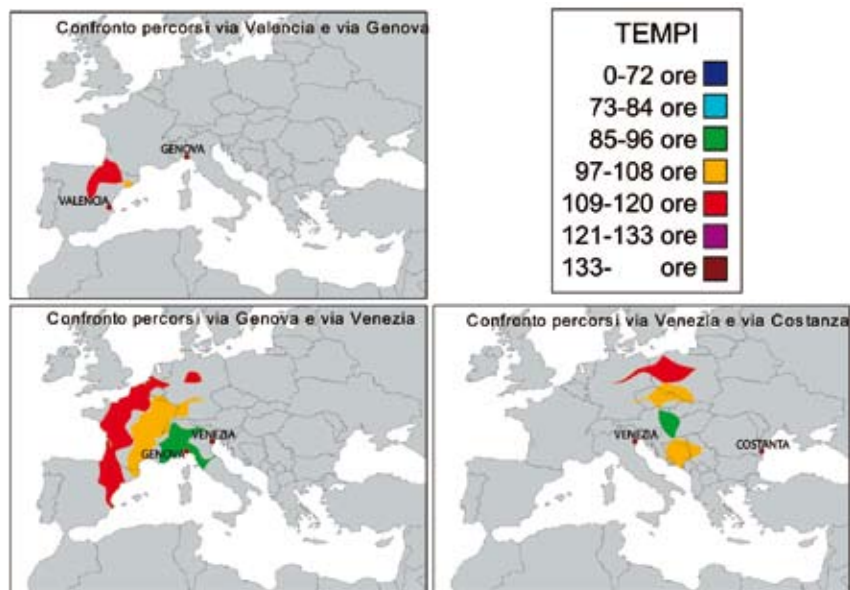 Confronto percorsi via Valencia e via Genova
GENOVA
VALENCIA
TEMPI
0-72 ore
73-84 ore
85-96 ore
97-108 ore
109-120 ore
121-133 ore
133- ore
Confronto percorsi via Genova e via Venezia
VENEZIA
GENOVA
Confronto percorsi via Venezia e via Costanza
VENEZIA
COSTANTA